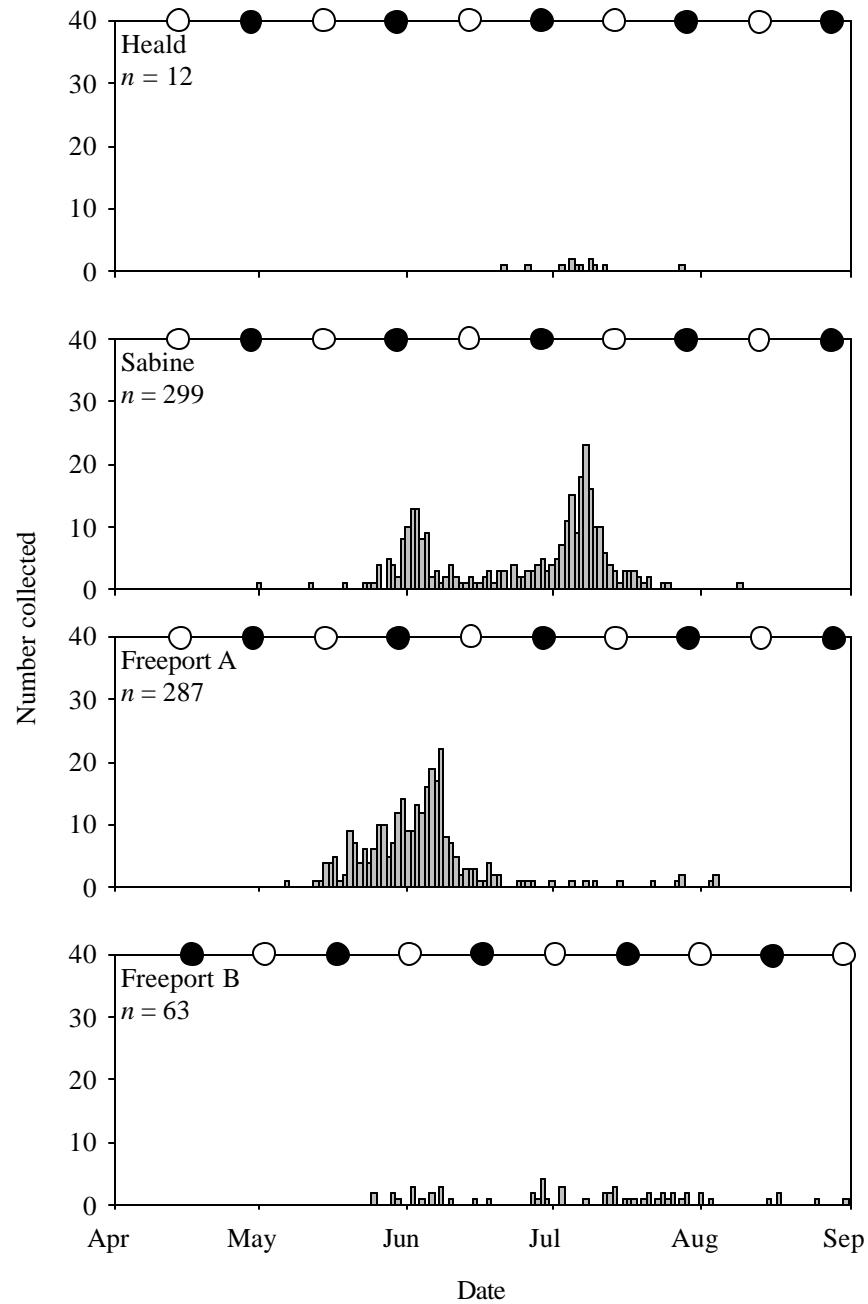 40
Heald
n = 12
30
20
10
0
40
Sabine
n = 299
30
20
10
0
Number collected
40
Freeport A
n = 287
30
20
10
0
40
Freeport B
n = 63
30
20
10
0
Apr May Jun Jul Aug Sep
Date